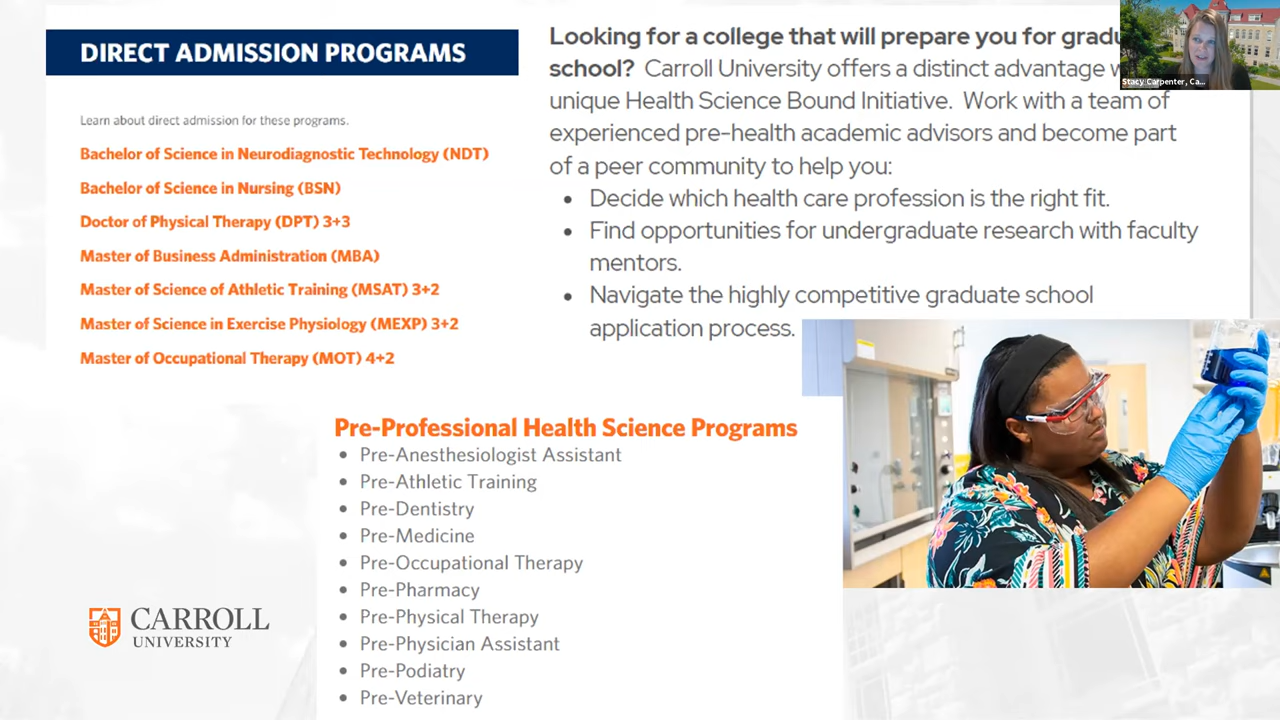 DIRECT ADMISSION PROGRAMS
Learn about direct admission for these programs.
Bachelor of Science in Neurodiagnostic Technology (NDT)
Bachelor of Science in Nursing (BSN)
Doctor of Physical Therapy (DPT) 3+3
Master of Business Administration (MBA)
Master of Science of Athletic Training (MSAT) 3+2
Master of Science in Exercise Physiology (MEXP) 3+2
Master of Occupational Therapy (MOT) 4+2
Looking for a college that will prepare you for
school? Carroll University offers a distinct advantage
unique Health Science Bound Initiative. Work with a team of
experienced pre-health academic advisors and become part
of a peer community to help you:
• Decide which health care profession is the right fit.
• Find opportunities for undergraduate research with faculty
mentors.
• Navigate the highly competitive graduate school
application process.
Stacy Carpenter, Ca...
Pre-Professional Health Science Programs
• Pre-Anesthesiologist Assistant
• Pre-Athletic Training
• Pre-Dentistry
• Pre-Medicine
• Pre-Occupational Therapy
• Pre-Pharmacy
• Pre-Physical Therapy
• Pre-Physician Assistant
• Pre-Podiatry
• Pre-Veterinary
CARROLL
UNIVERSITY